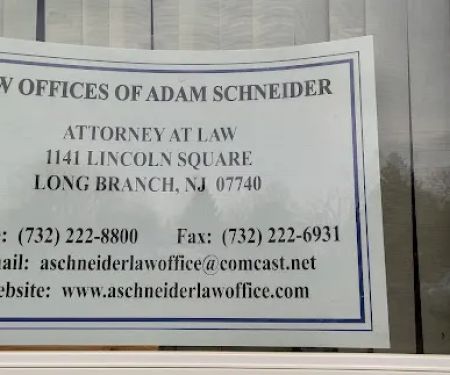 W OFFICES OF ADAM SCHNEIDER
ATTORNEY AT LAW
1141 LINCOLN SQUARE
LONG BRANCH, NJ 07740
: (732) 222-8800 Fax: (732) 222-6931
ail: aschneiderlawoffice@comcast.net
ebsite: www.aschneiderlawoffice.com